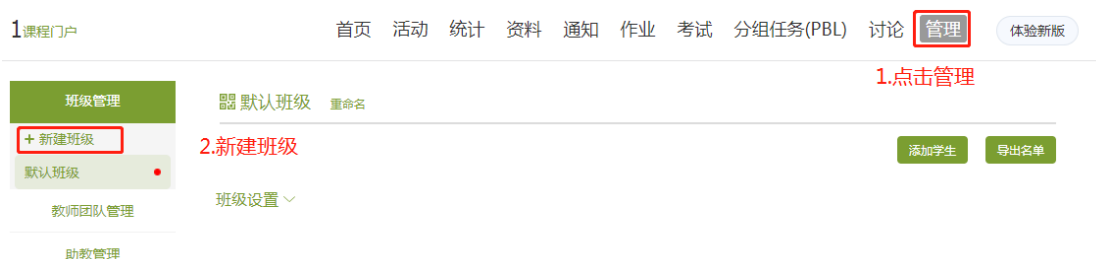 1课程门户 首页 活动 统计 资料 通知 作业 考试 分组任务(PBL) 讨论 管理 体验新版
1.点击管理
班级管理 默认班级 重命名
+ 新建班级 2.新建班级 添加学生 导出名单
默认班级
班级设置
教师团队管理
助教管理